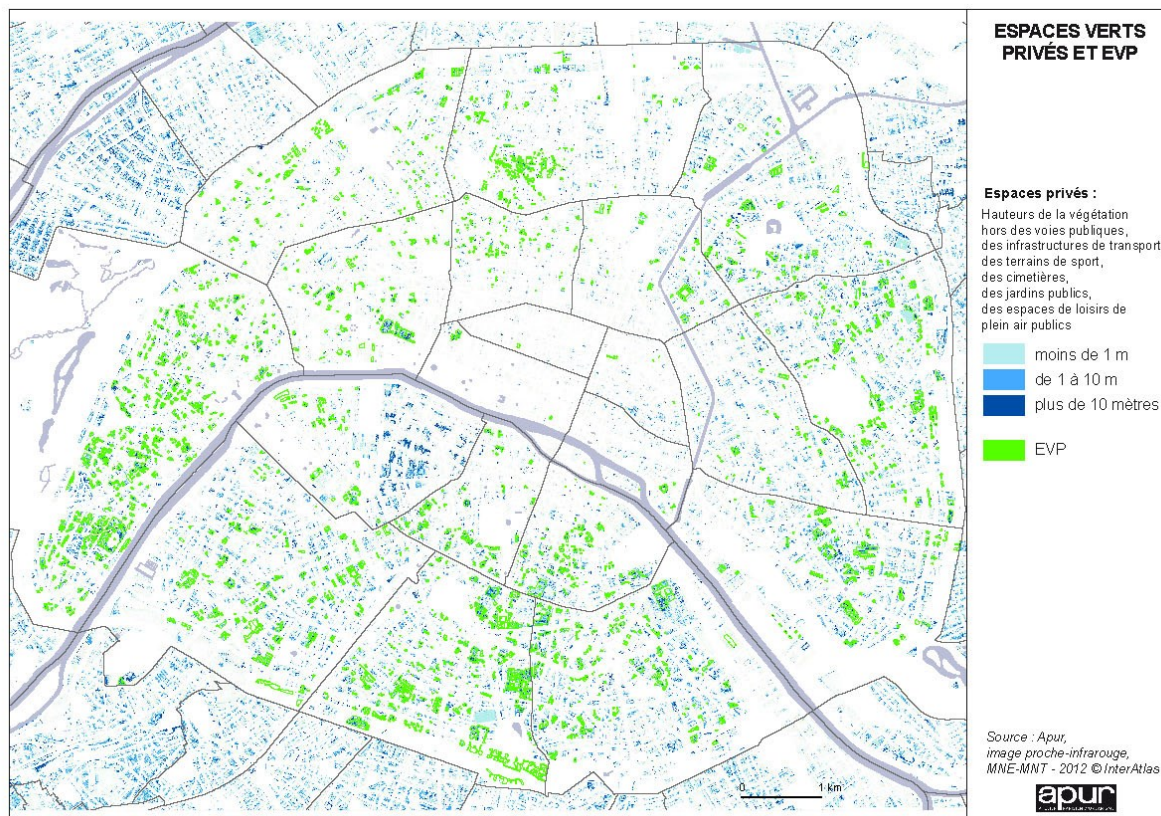 ESPACES VERTS
PRIVÉS ET EVP
Espaces privés :
Hauteurs de la végétation
hors des voies publiques,
des infrastructures de transport
des terrains de sport,
des cimetières,
des jardins publics,
des espaces de loisirs de
plein air publics
moins de 1 m
de 1 à 10 m
plus de 10 mètres
EVP
Source : Apur,
image proche-infrarouge,
MNE-MNT - 2012 © InterAtlas
0 1 Km
apur